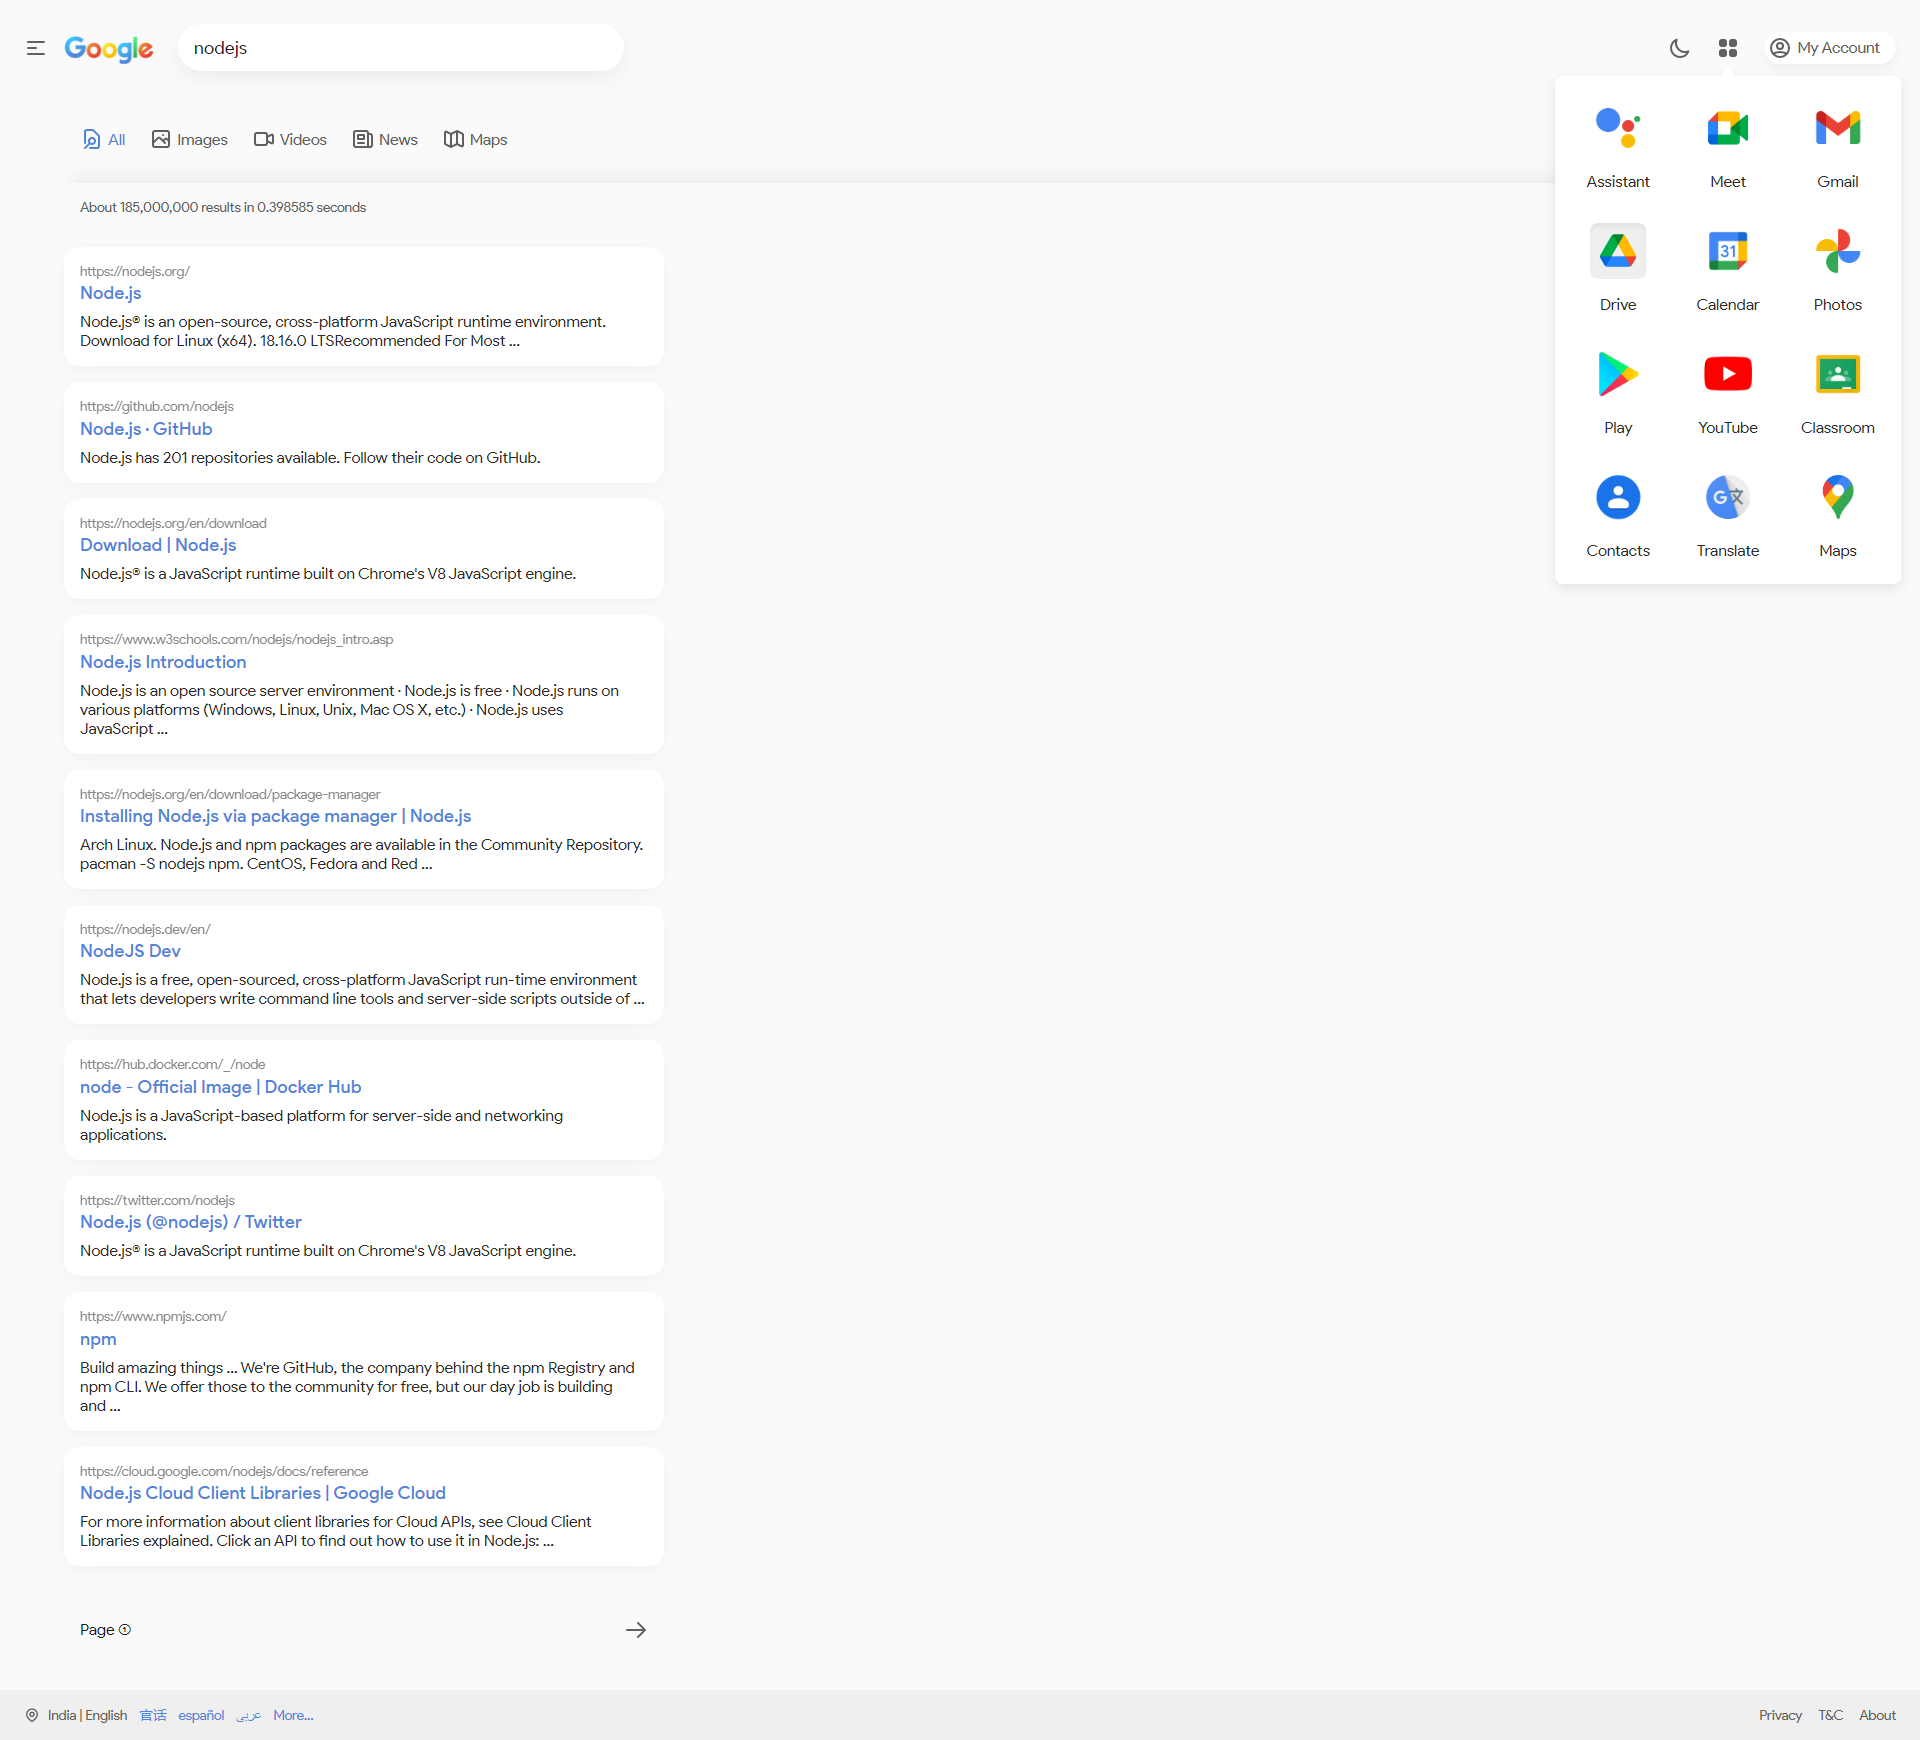 Google
nodejs
My Account
All
Images
Videos
News
Maps
About 185,000,000 results in 0.398585 seconds
https://nodejs.org/
Node.js
Node.js® is an open-source, cross-platform JavaScript runtime environment.
Download for Linux (x64). 18.16.0 LTSRecommended For Most ...
https://github.com/nodejs
Node.js · GitHub
Node.js has 201 repositories available. Follow their code on GitHub.
https://nodejs.org/en/download
Download | Node.js
Node.js® is a JavaScript runtime built on Chrome's V8 JavaScript engine.
https://www.w3schools.com/nodejs/nodejs_intro.asp
Node.js Introduction
Node.js is an open source server environment · Node.js is free · Node.js runs on
various platforms (Windows, Linux, Unix, Mac OS X, etc.) · Node.js uses
JavaScript ...
https://nodejs.org/en/download/package-manager
Installing Node.js via package manager | Node.js
Arch Linux. Node.js and npm packages are available in the Community Repository.
pacman -S nodejs npm. CentOS, Fedora and Red ...
https://nodejs.dev/en/
NodeJS Dev
Node.js is a free, open-sourced, cross-platform JavaScript run-time environment
that lets developers write command line tools and server-side scripts outside of ...
https://hub.docker.com/_/node
node - Official Image | Docker Hub
Node.js is a JavaScript-based platform for server-side and networking
applications.
https://twitter.com/nodejs
Node.js (@nodejs) / Twitter
Node.js® is a JavaScript runtime built on Chrome's V8 JavaScript engine.
https://www.npmjs.com/
npm
Build amazing things ... We're GitHub, the company behind the npm Registry and
npm CLI. We offer those to the community for free, but our day job is building
and ...
https://cloud.google.com/nodejs/docs/reference
Node.js Cloud Client Libraries | Google Cloud
For more information about client libraries for Cloud APIs, see Cloud Client
Libraries explained. Click an API to find out how to use it in Node.js: ...
Page ①
Assistant
Meet
Gmail
Drive
31
Calendar
Photos
Play
YouTube
Classroom
Contacts
G文
Translate
Maps
India | English 官话 español عربى More...
Privacy T&C About